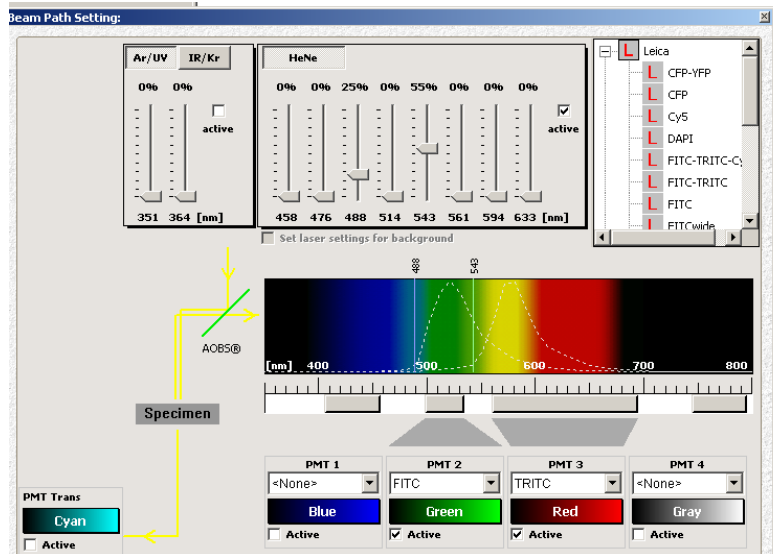 Beam Path Setting:
Ar/UV IR/Kr
HeNe
0% 0%
0% 0% 25% 0% 55% 0% 0% 0%
active
active
351 364 [nm]
458 476 488 514 543 561 594 633 [nm]
Set laser settings for background
Leica
CFP-YFP
CFP
Cy5
DAPI
FITC-TRITC-Cy
FITC-TRITC
FITC
FITCwide
488
543
AOBS®
[nm] 400 500 600 700 800
Specimen
PMT 1 PMT 2 PMT 3 PMT 4
<None> FITC TRITC <None>
Blue Green Red Gray
Active Active Active Active
PMT Trans
Cyan
Active